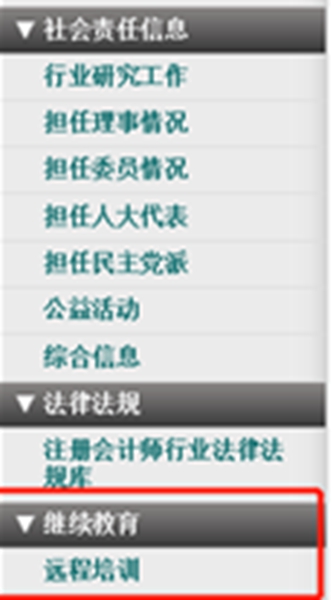 ▼社会责任信息
行业研究工作
担任理事情况
担任委员情况
担任人大代表
担任民主党派
公益活动
综合信息
▼法律法规
注册会计师行业法律法
规库
▼继续教育
远程培训